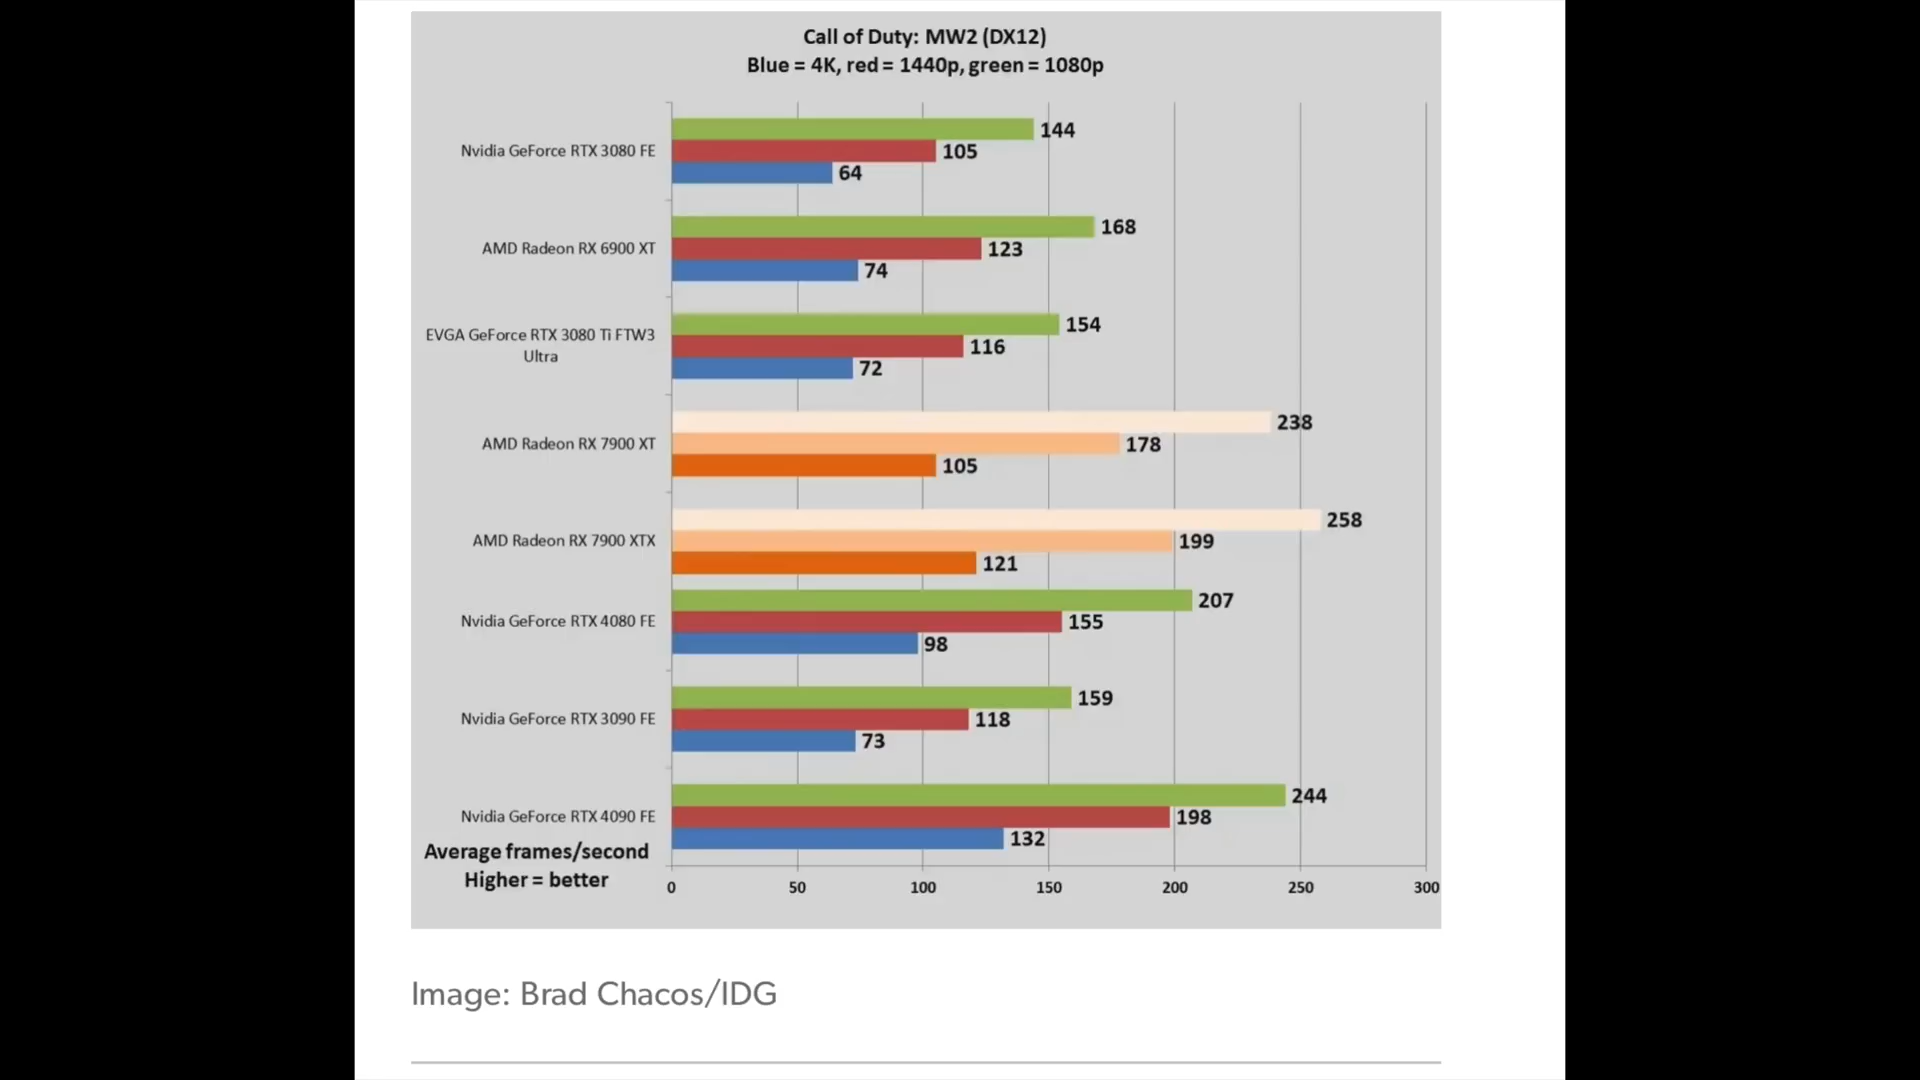 Call of Duty: MW2 (DX12)
Blue = 4K, red = 1440p, green = 1080p
Nvidia GeForce RTX 3080 FE
144
105
64
AMD Radeon RX 6900 XT
168
123
74
EVGA GeForce RTX 3080 Ti FTW3
Ultra
154
116
72
AMD Radeon RX 7900 XT
238
178
105
AMD Radeon RX 7900 XTX
258
199
121
Nvidia GeForce RTX 4080 FE
207
155
98
Nvidia GeForce RTX 3090 FE
159
118
73
Nvidia GeForce RTX 4090 FE
244
198
132
Average frames/second
Higher = better
0 50 100 150 200 250 300
Image: Brad Chacos/IDG